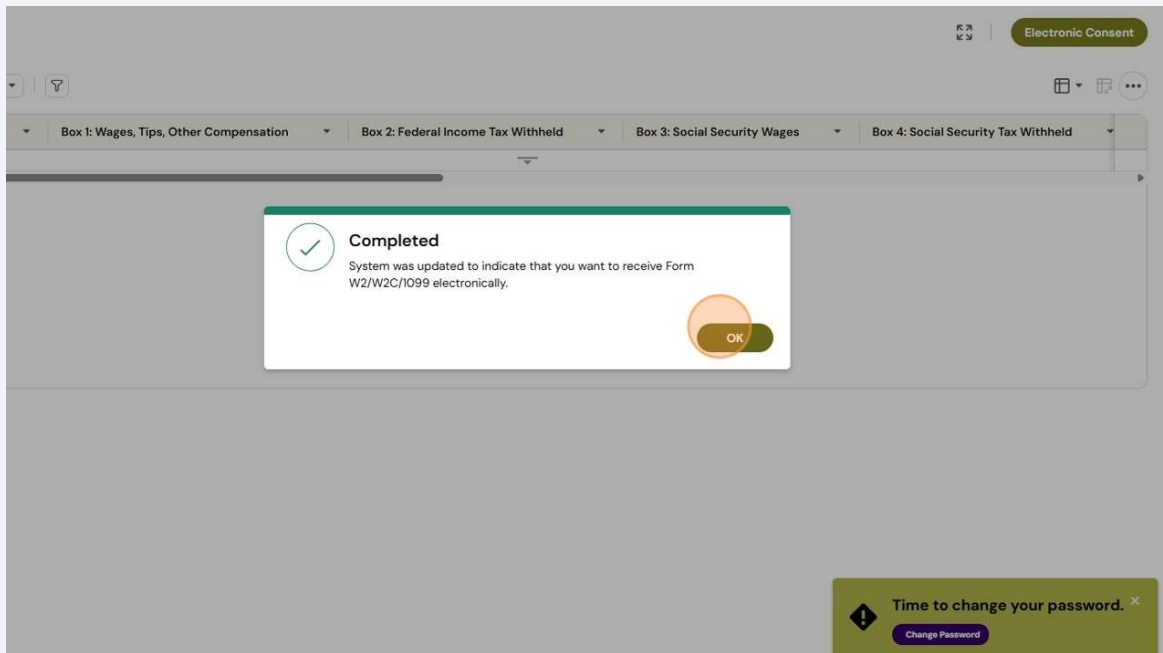 Electronic Consent
Box 1: Wages, Tips, Other Compensation
Box 2: Federal Income Tax Withheld
Box 3: Social Security Wages
Box 4: Social Security Tax Withheld
Completed
System was updated to indicate that you want to receive Form
W2/W2C/1099 electronically.
OK
Time to change your password.
Change Password